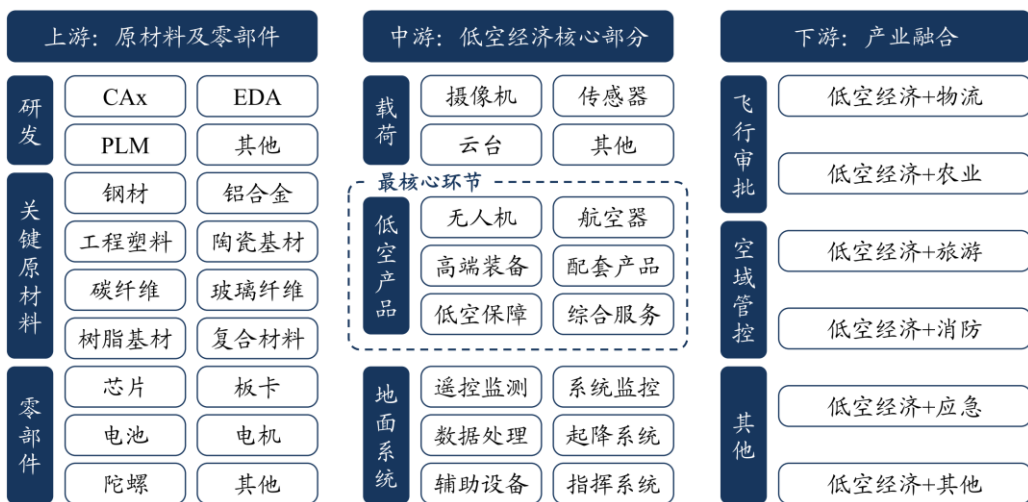 上游：原材料及零部件
研发
CAx
EDA
PLM
其他
关键原材料
钢材
铝合金
工程塑料
陶瓷基材
碳纤维
玻璃纤维
树脂基材
复合材料
零部件
芯片
板卡
电池
电机
陀螺
其他
中游：低空经济核心部分
载荷
摄像机
传感器
云台
其他
最核心环节
低空产品
无人机
航空器
高端装备
配套产品
低空保障
综合服务
地面系统
遥控监测
系统监控
数据处理
起降系统
辅助设备
指挥系统
下游：产业融合
飞行审批
低空经济+物流
低空经济+农业
空域管控
低空经济+旅游
低空经济+消防
其他
低空经济+应急
低空经济+其他